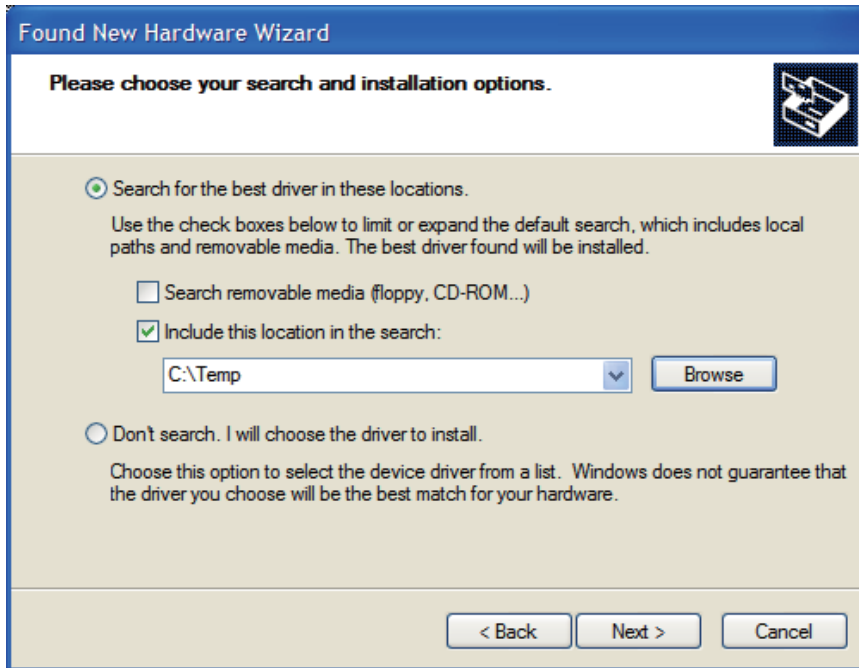 Found New Hardware Wizard
Please choose your search and installation options.
Search for the best driver in these locations.
Use the check boxes below to limit or expand the default search, which includes local
paths and removable media. The best driver found will be installed.
Search removable media (floppy, CD-ROM...)
Include this location in the search:
C:\Temp
Browse
Don't search. I will choose the driver to install.
Choose this option to select the device driver from a list.  Windows does not guarantee that
the driver you choose will be the best match for your hardware.
< Back
Next >
Cancel